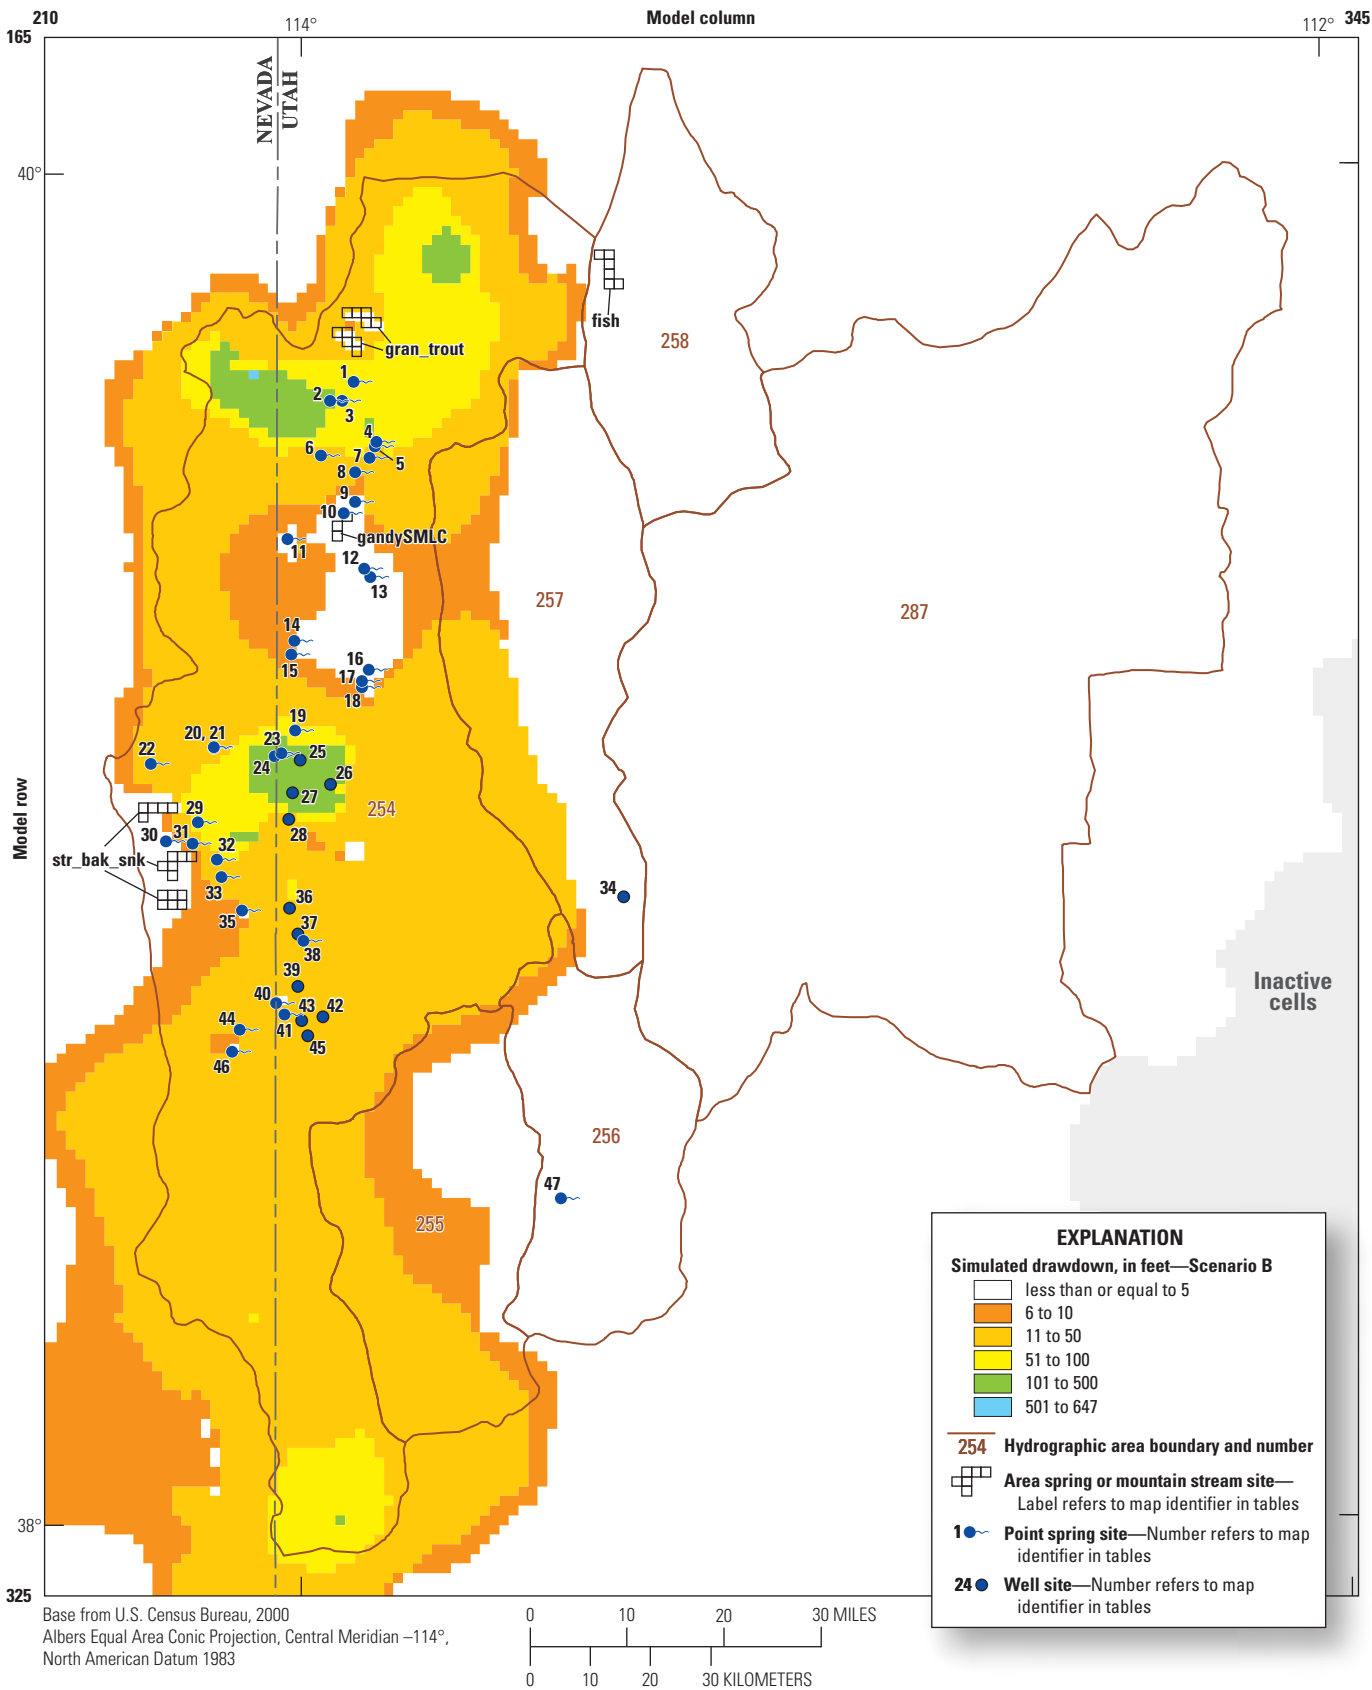 210
Model column
345
114°
112°
165
NEVADA
UTAH
40°
fish
258
gran_trout
1
2
3
4
5
6
7
8
9
10
gandySMLC
11
12
13
257
287
14
15
16
17
18
19
20, 21
22
23
24
25
26
27
254
28
29
30
31
32
str_bak_snk
33
34
35
36
37
38
39
40
41
42
43
44
45
46
Inactive
cells
Model row
256
47
255
38°
325
EXPLANATION
Simulated drawdown, in feet—Scenario B
less than or equal to 5
6 to 10
11 to 50
51 to 100
101 to 500
501 to 647
254 Hydrographic area boundary and number
Area spring or mountain stream site—
Label refers to map identifier in tables
1 Point spring site—Number refers to map
identifier in tables
24 Well site—Number refers to map
identifier in tables
Base from U.S. Census Bureau, 2000
Albers Equal Area Conic Projection, Central Meridian –114°,
North American Datum 1983
0 10 20 30 MILES
0 10 20 30 KILOMETERS